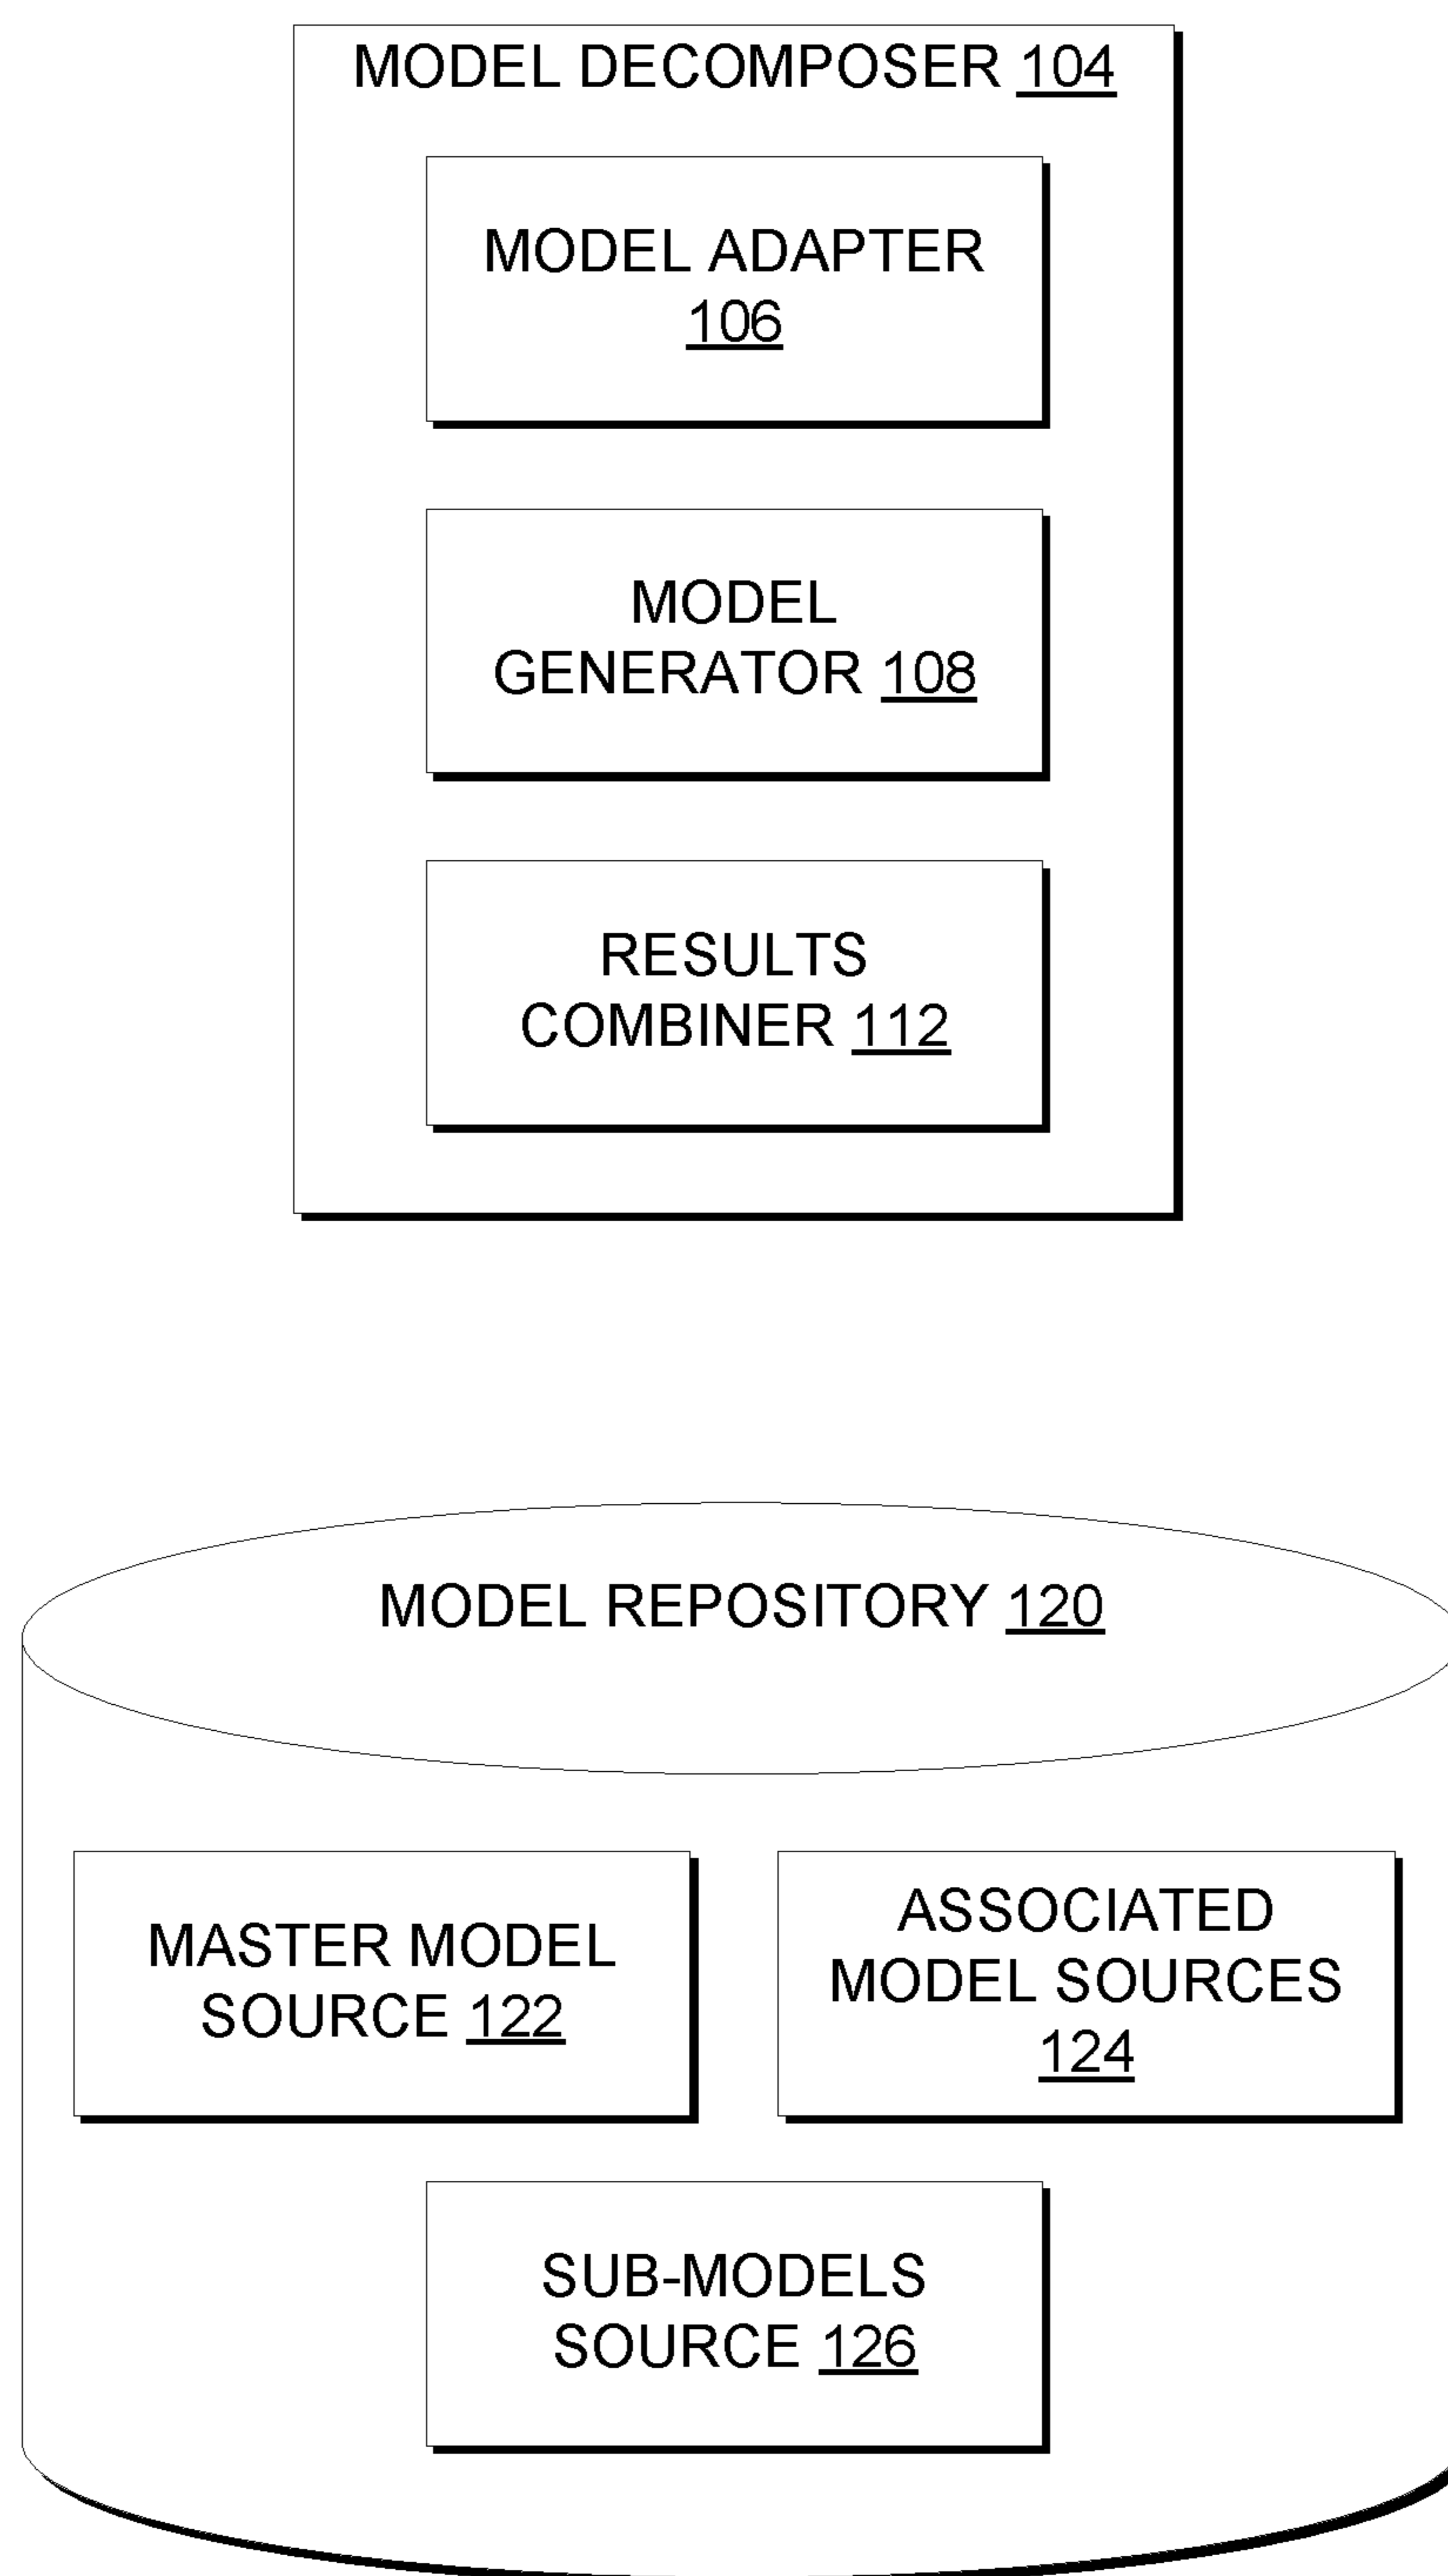 MODEL DECOMPOSER 104
MODEL ADAPTER
106
MODEL
GENERATOR 108
RESULTS
COMBINER 112
MODEL REPOSITORY 120
MASTER MODEL
SOURCE 122
ASSOCIATED
MODEL SOURCES
124
SUB-MODELS
SOURCE 126